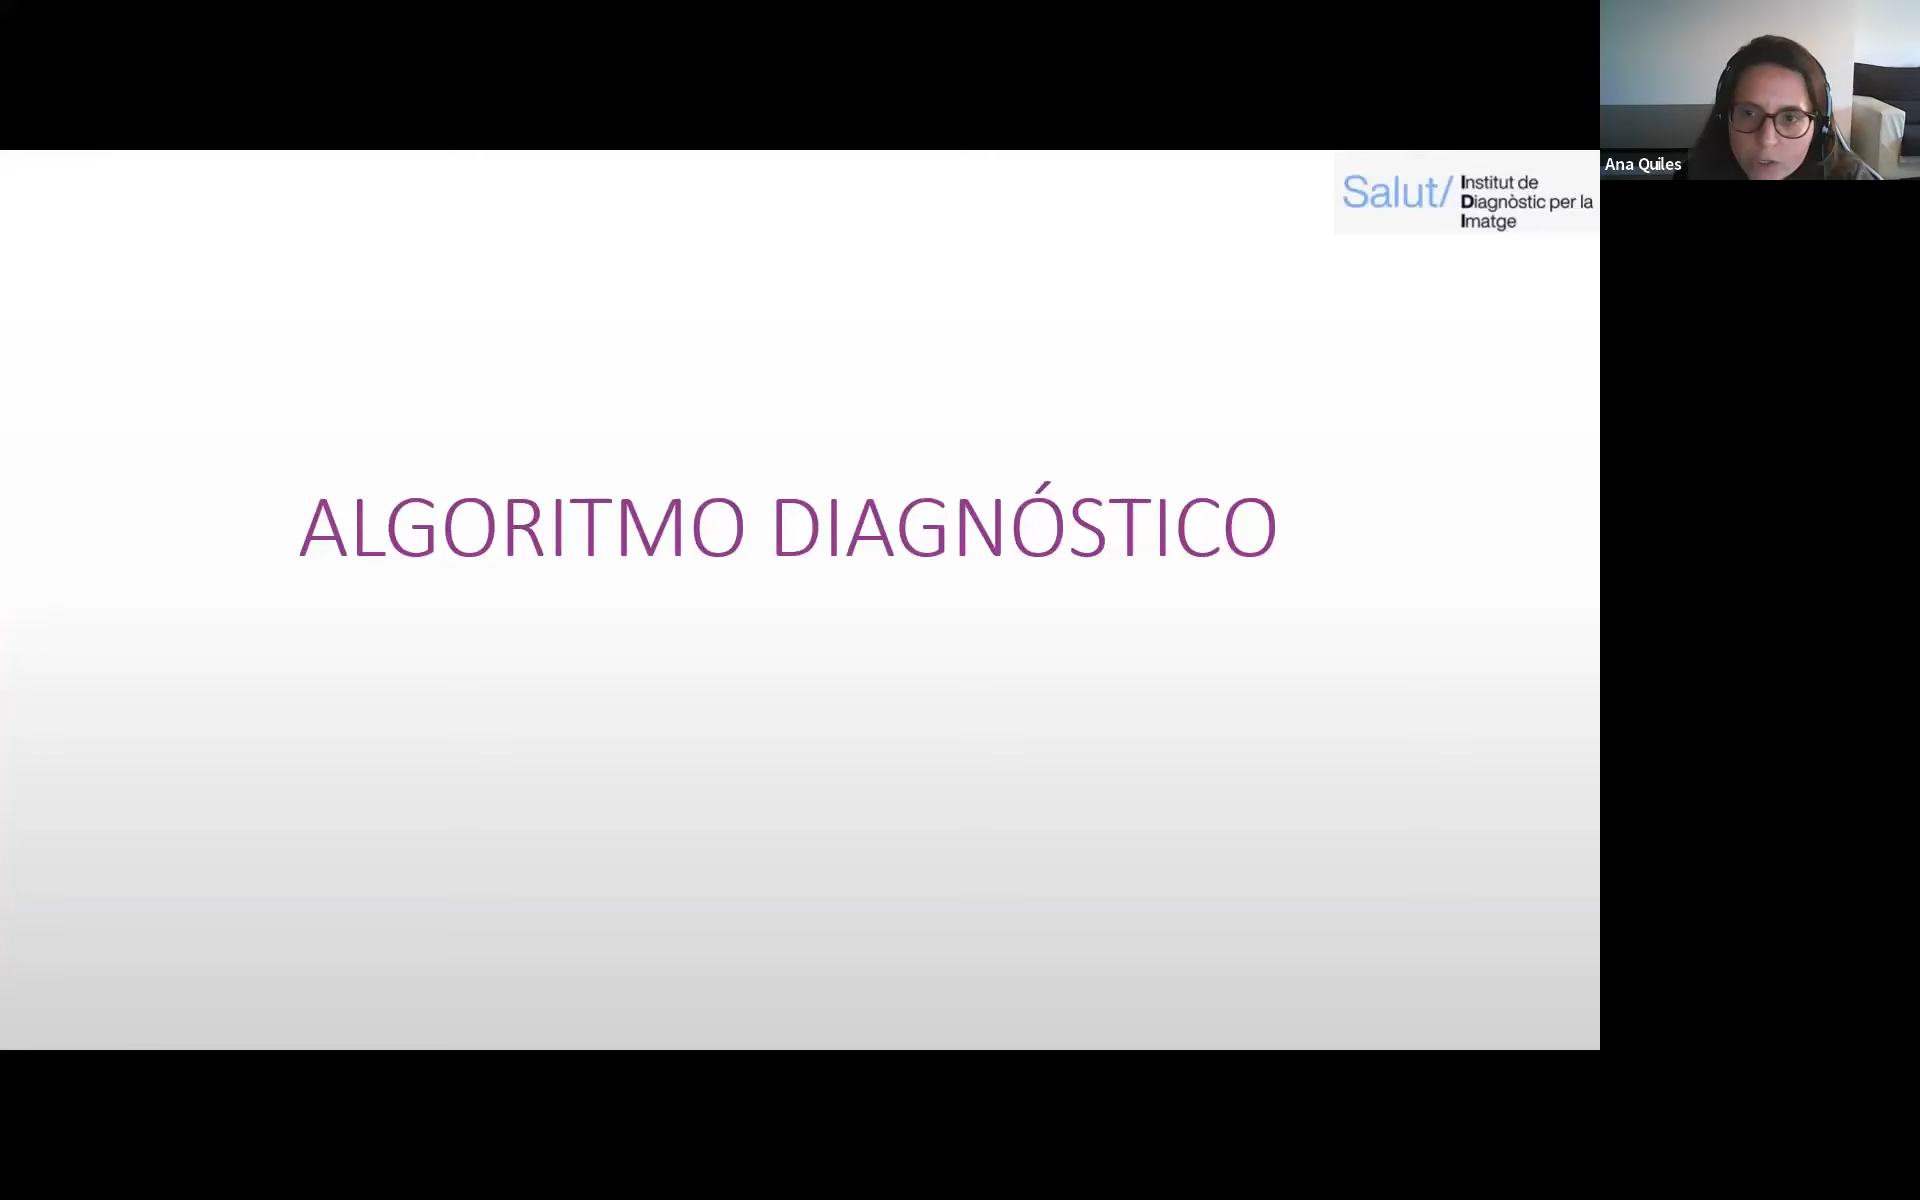 Ana Quiles
Salut/ Institut de
Diagnòstic per la
Imatge
ALGORITMO DIAGNÓSTICO